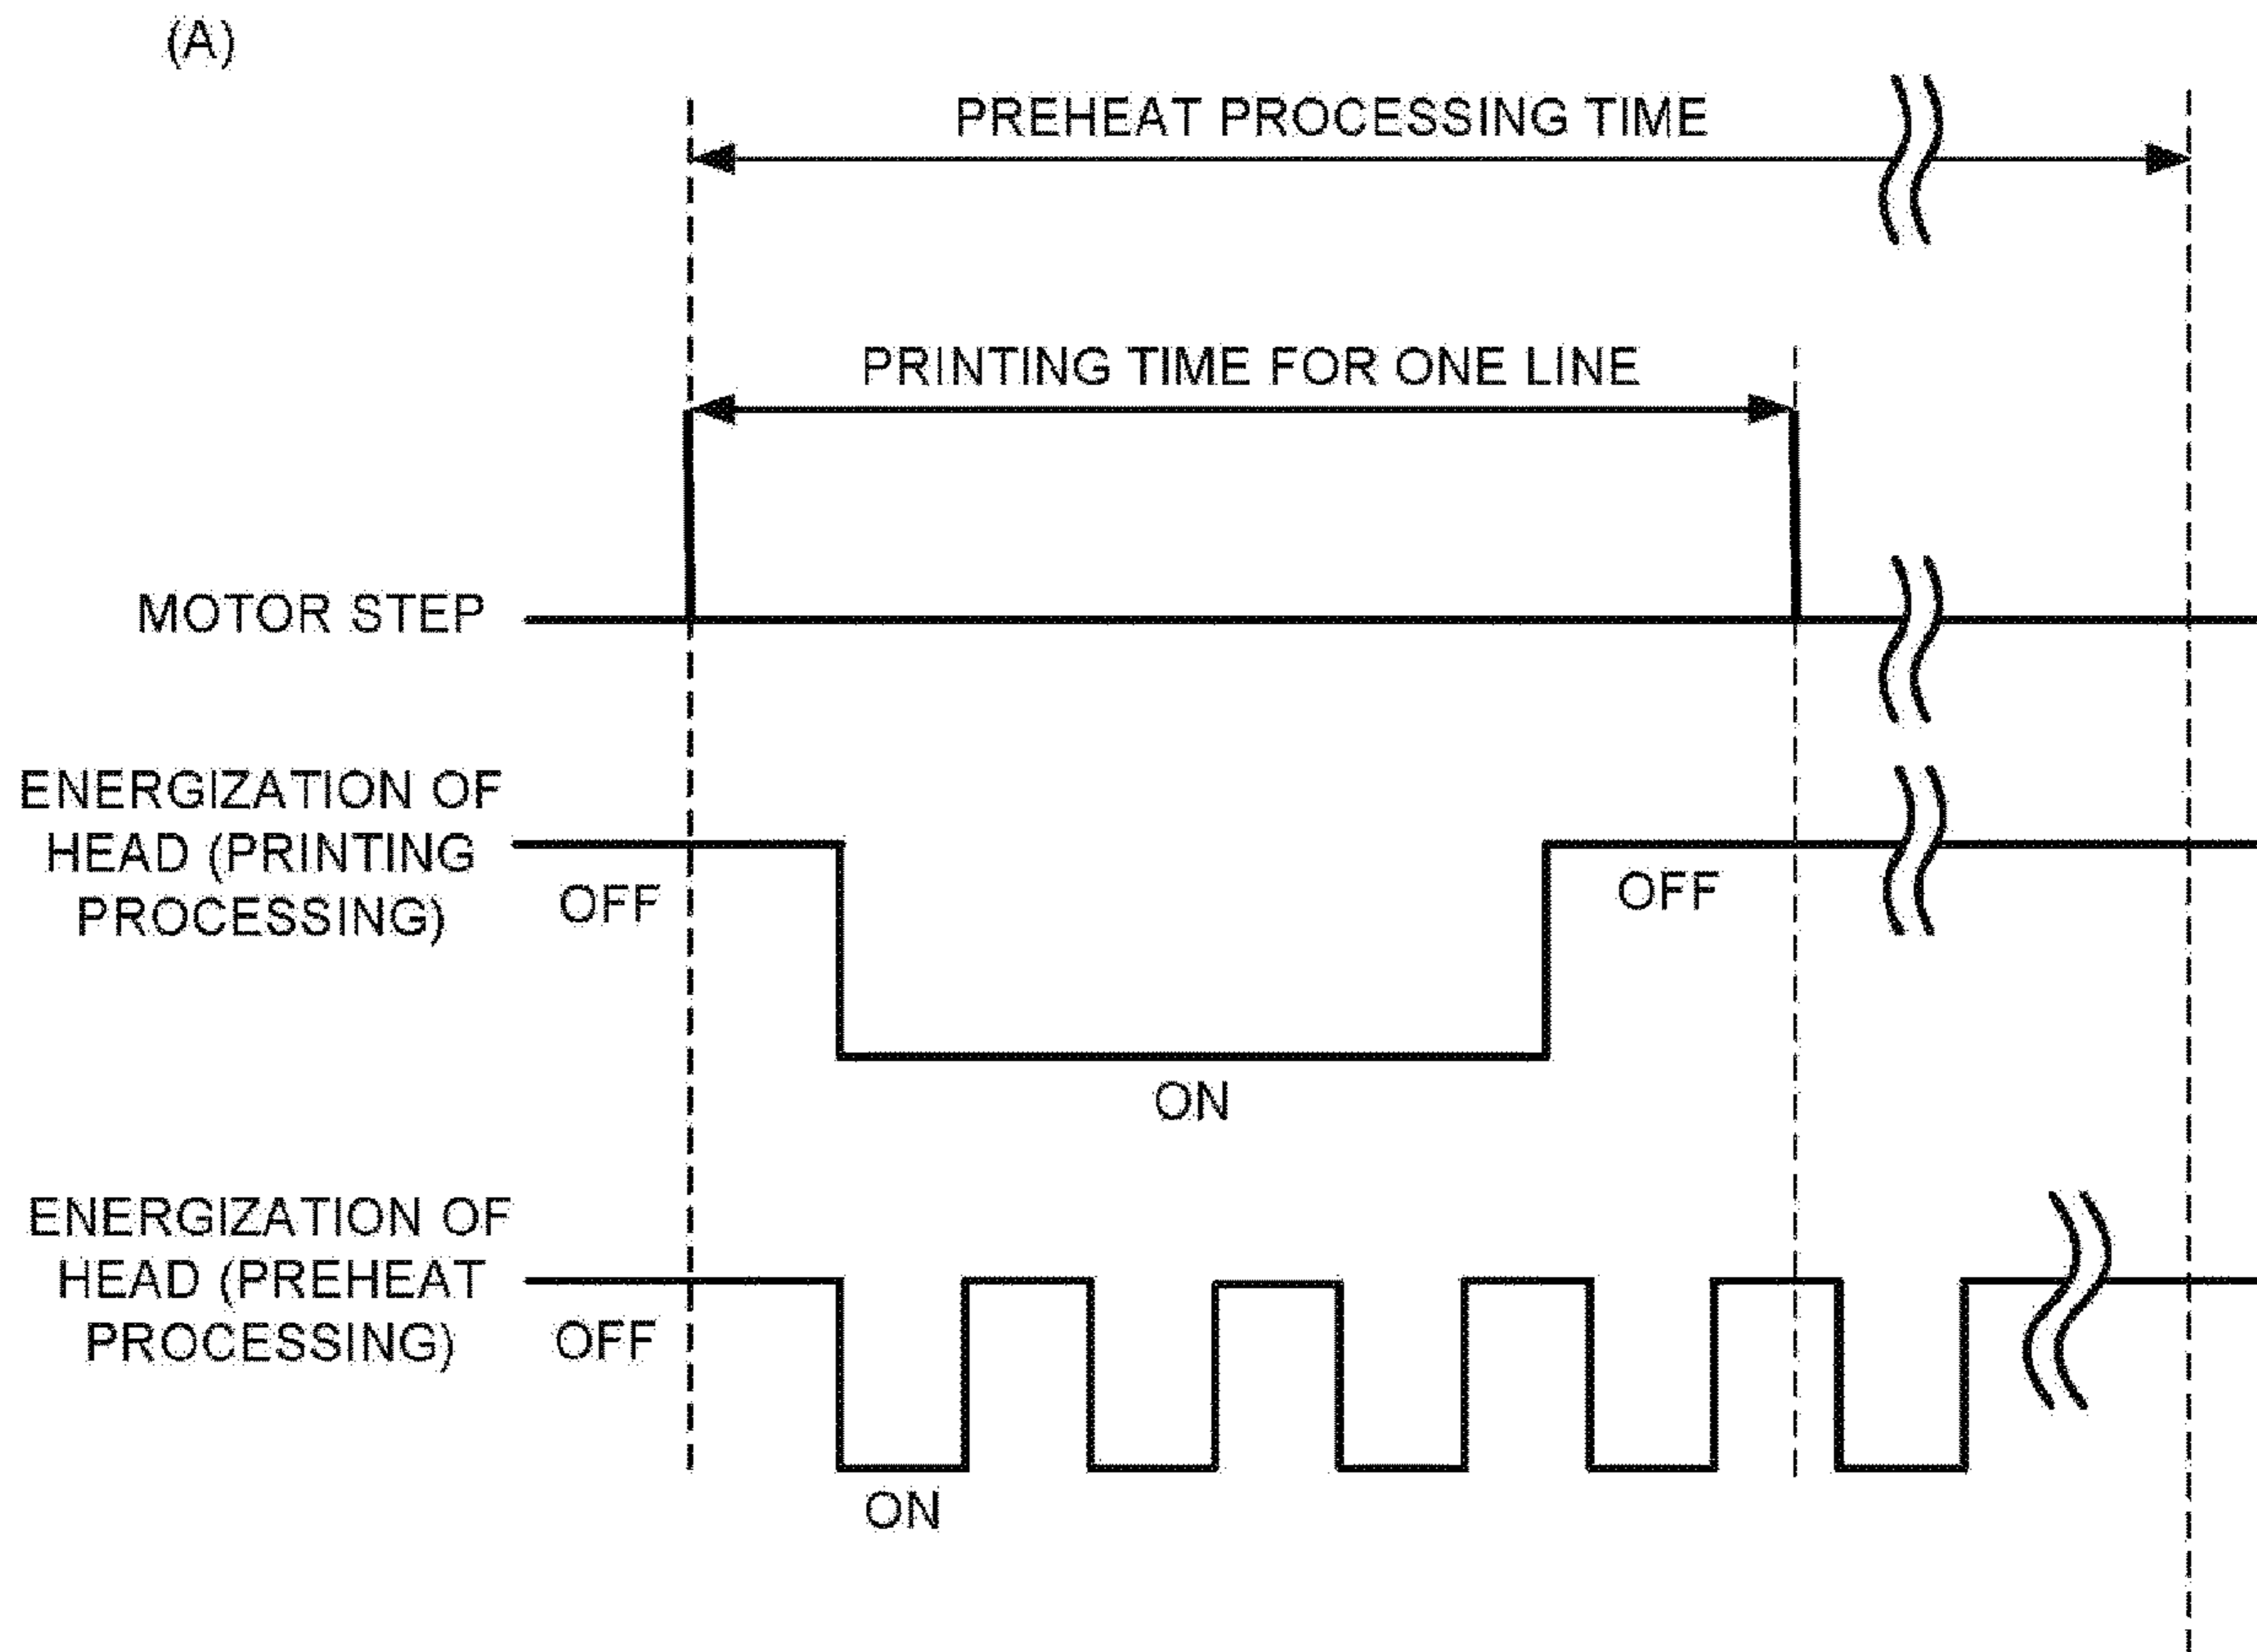 (A)
PREHEAT PROCESSING TIME
PRINTING TIME FOR ONE LINE
MOTOR STEP
ENERGIZATION OF
HEAD (PRINTING
PROCESSING)
OFF
OFF
ON
ENERGIZATION OF
HEAD (PREHEAT
PROCESSING)
OFF
ON